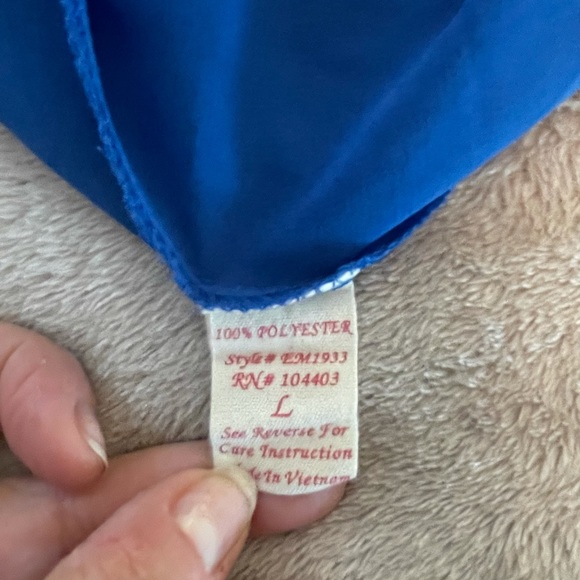 100% POLYESTER
Style# EM1933
RN# 104403
L
See Reverse For
Care Instruction
In Vietnam